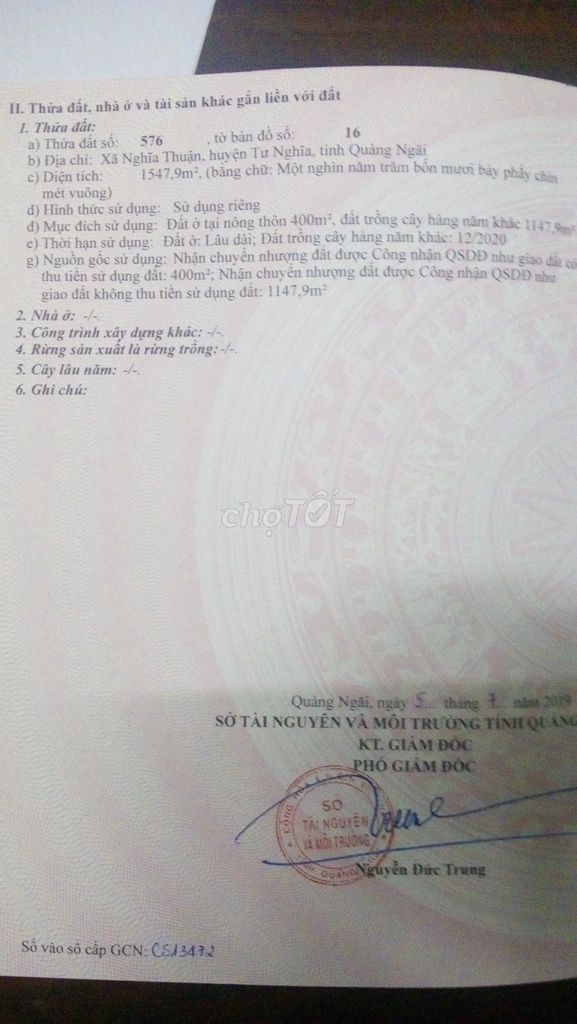 II. Thửa đất, nhà ở và tài sản khác gắn liền với đất
1. Thửa đất:
a) Thửa đất số: 576 , tờ bản đồ số: 16
b) Địa chỉ: Xã Nghĩa Thuận, huyện Tư Nghĩa, tỉnh Quảng Ngãi
c) Diện tích: 1547,9m², (bằng chữ: Một nghìn năm trăm bốn mươi bảy phẩy chín
mét vuông)
d) Hình thức sử dụng: Sử dụng riêng
đ) Mục đích sử dụng: Đất ở tại nông thôn 400m², đất trồng cây hàng năm khác 1147,9m²
e) Thời hạn sử dụng: Đất ở: Lâu dài; Đất trồng cây hàng năm khác: 12/2020
g) Nguồn gốc sử dụng: Nhận chuyển nhượng đất được Công nhận QSDĐ như giao đất có
thu tiền sử dụng đất: 400m²; Nhận chuyển nhượng đất được Công nhận QSDĐ như
giao đất không thu tiền sử dụng đất: 1147,9m²
2. Nhà ở: -/-.
3. Công trình xây dựng khác: -/-.
4. Rừng sản xuất là rừng trồng: -/-.
5. Cây lâu năm: -/-.
6. Ghi chú:
chợTỐT
Quảng Ngãi, ngày 5... tháng 7.. năm 2019
SỞ TÀI NGUYÊN VÀ MÔI TRƯỜNG TỈNH QUẢNG
KT. GIÁM ĐỐC
PHÓ GIÁM ĐỐC
SỞ
TÀI NGUYÊN
VÀ MÔI TRƯỜNG
Nguyễn Đức Trung
Số vào sổ cấp GCN: CS13472